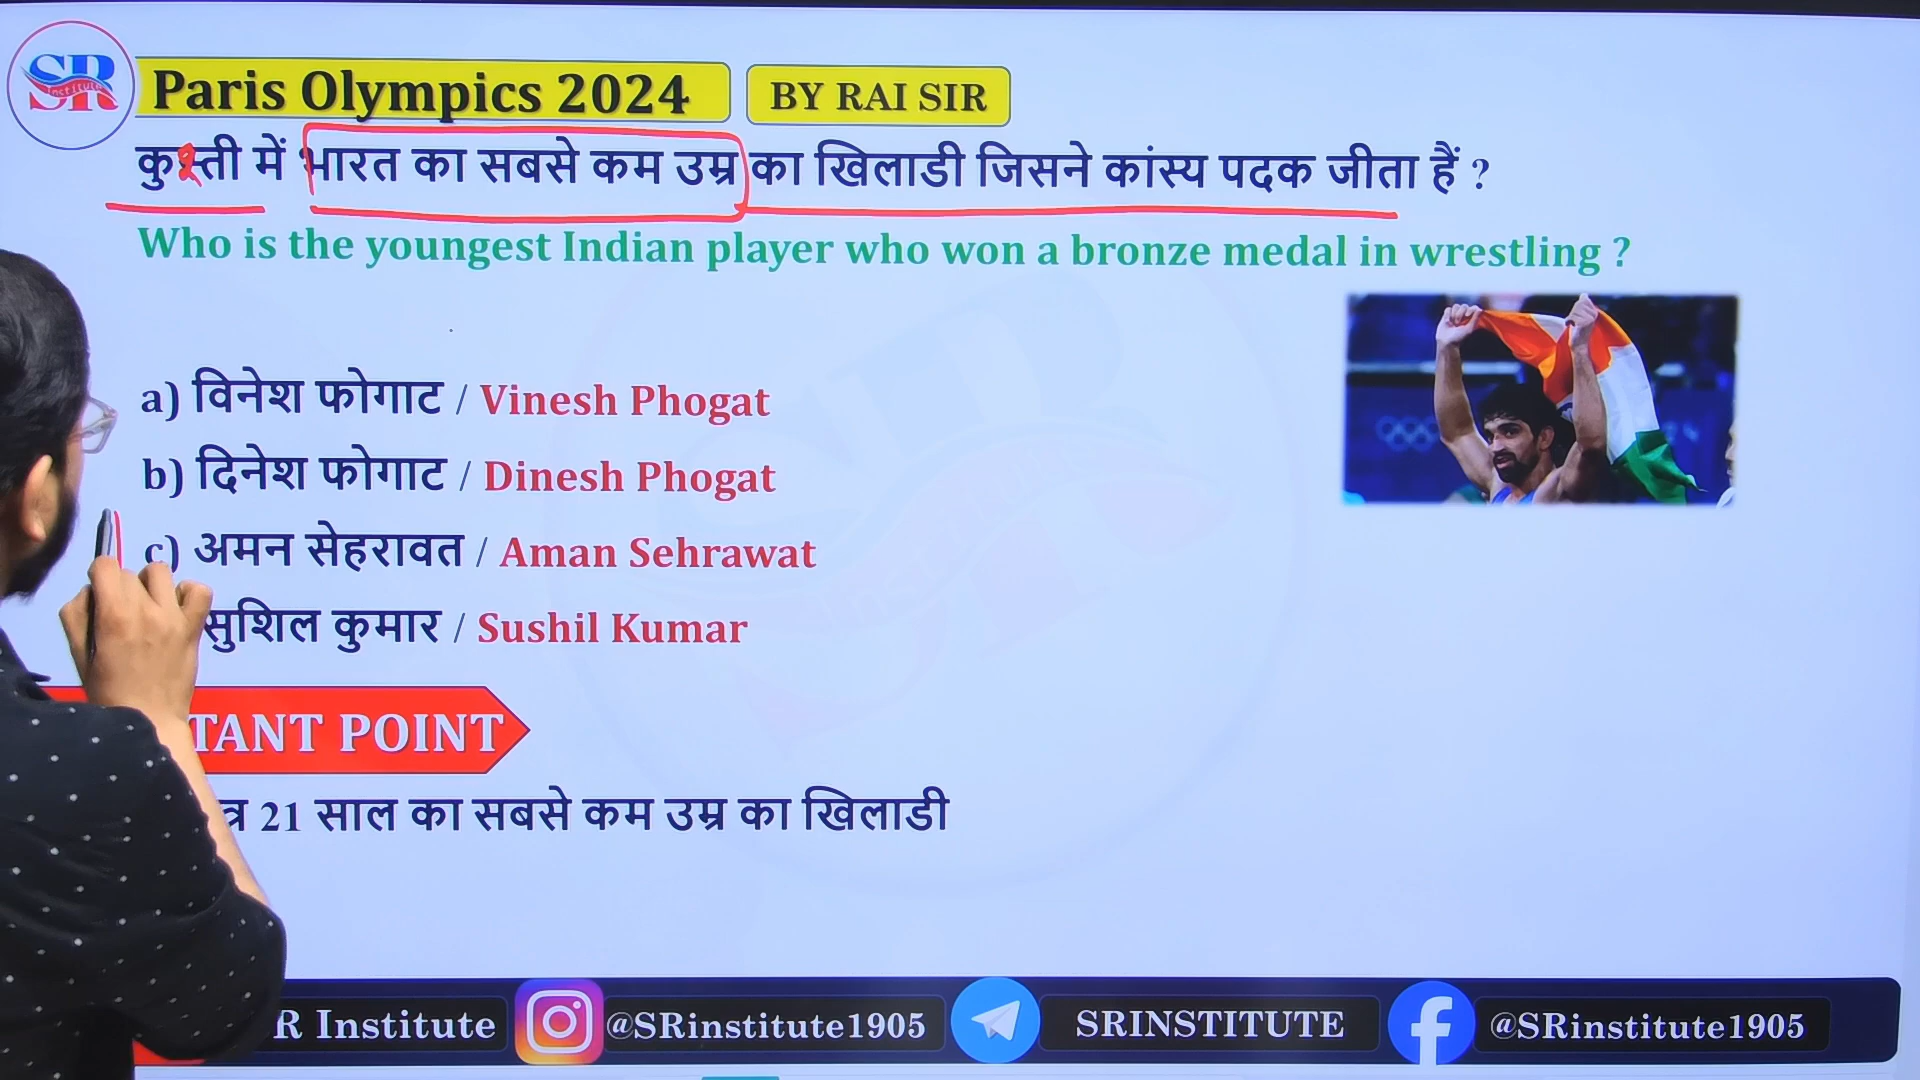 SR
Institute
Paris Olympics 2024
BY RAI SIR
कुश्ती में भारत का सबसे कम उम्र का खिलाडी जिसने कांस्य पदक जीता हैं ?
Who is the youngest Indian player who won a bronze medal in wrestling ?
a) विनेश फोगाट / Vinesh Phogat
b) दिनेश फोगाट / Dinesh Phogat
c) अमन सेहरावत / Aman Sehrawat
सुशिल कुमार / Sushil Kumar
TANT POINT
त्र 21 साल का सबसे कम उम्र का खिलाडी
R Institute
@SRinstitute1905
SRINSTITUTE
@SRinstitute1905